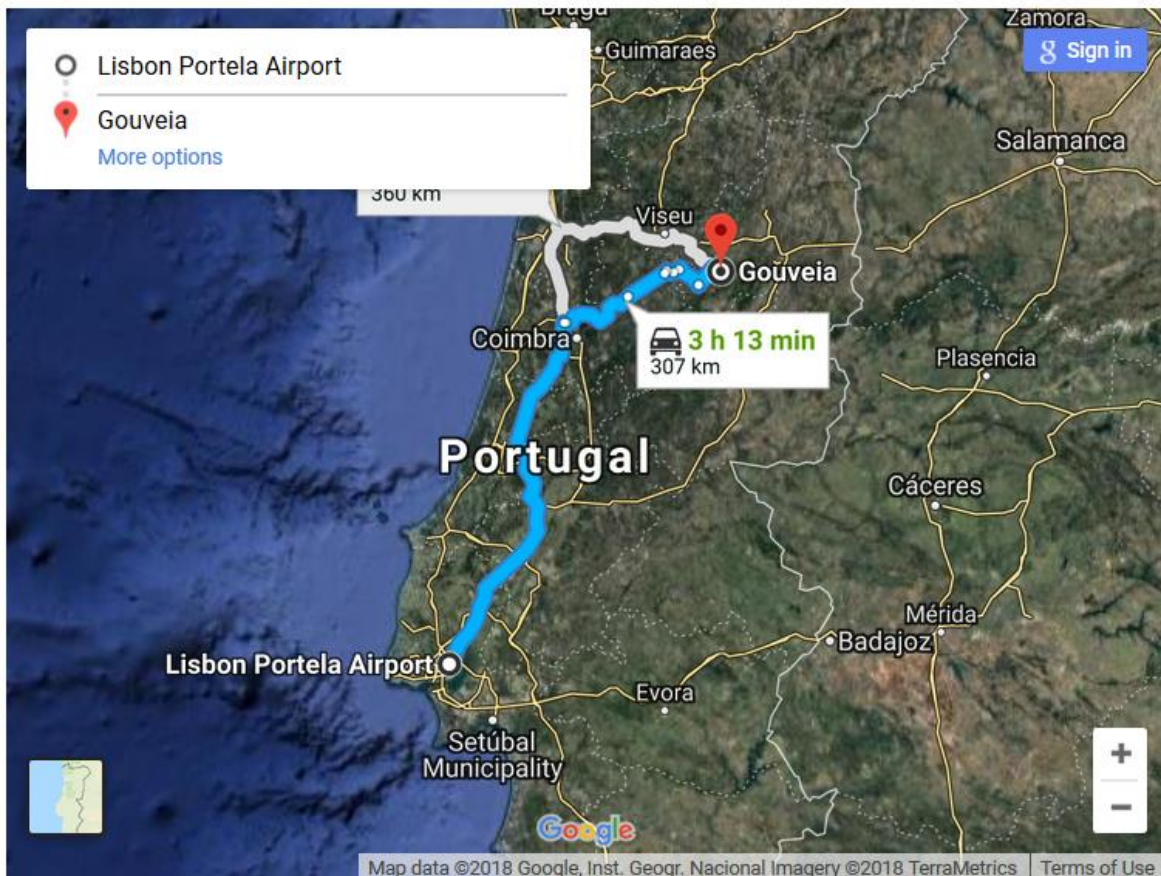 Braga
Zamora
Lisbon Portela Airport
Guimaraes
g Sign in
Gouveia
More options
Salamanca
360 km
Viseu
Gouveia
3 h 13 min
Coimbra
307 km
Plasencia
Portugal
Cáceres
Mérida
Badajoz
Lisbon Portela Airport
Evora
Setúbal
Municipality
+
−
Google
Map data ©2018 Google, Inst. Geogr. Nacional Imagery ©2018 TerraMetrics
Terms of Use